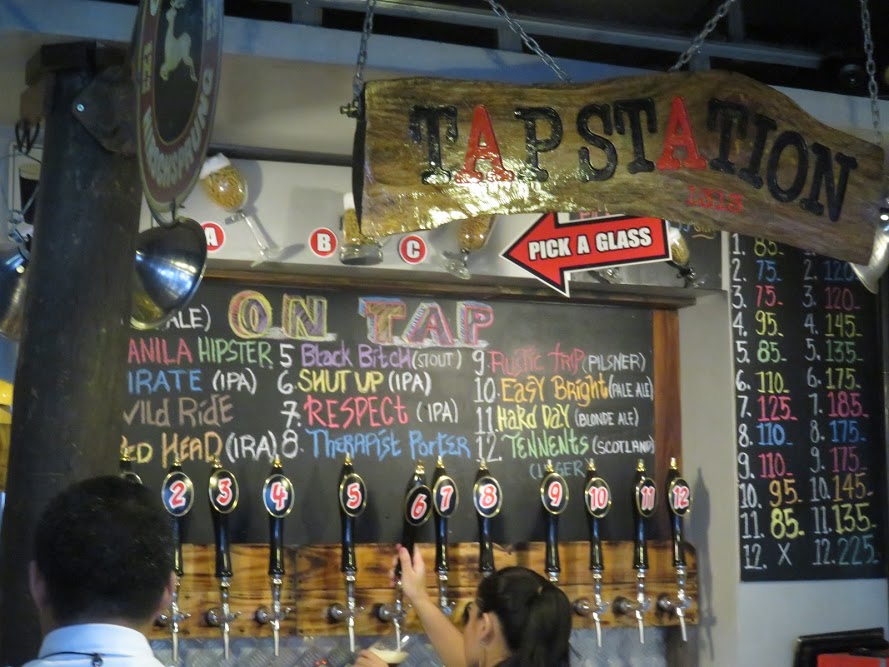 TAPSTATION
1818
A
B
C
PICK A GLASS
ON TAP
ALE)
ANILA HIPSTER
IRATE (IPA)
WILD RIDE
RED HEAD (IRA)
5 Black Bitch (STOUT)
6. SHUT UP (IPA)
7. RESPECT (IPA)
8. THERAPIST PORTER
9. RUSTIC TRIP (PILSNER)
10. EASY BRIGHT (PALE ALE)
11. HARD DAY (BLONDE ALE)
12. TENNENTS (SCOTLAND)
(LAGER)
1. 85-
2. 75-
3. 75-
4. 95-
5. 85-
6. 110-
7. 125
8. 110-
9. 110-
10. 95-
11. 85-
12. X
2. 120
3. 120-
4. 145-
5. 135-
6. 175-
7. 185-
8. 175-
9. 175-
10. 145-
11. 135-
12. 225-
2
3
4
5
6
7
8
9
10
11
12